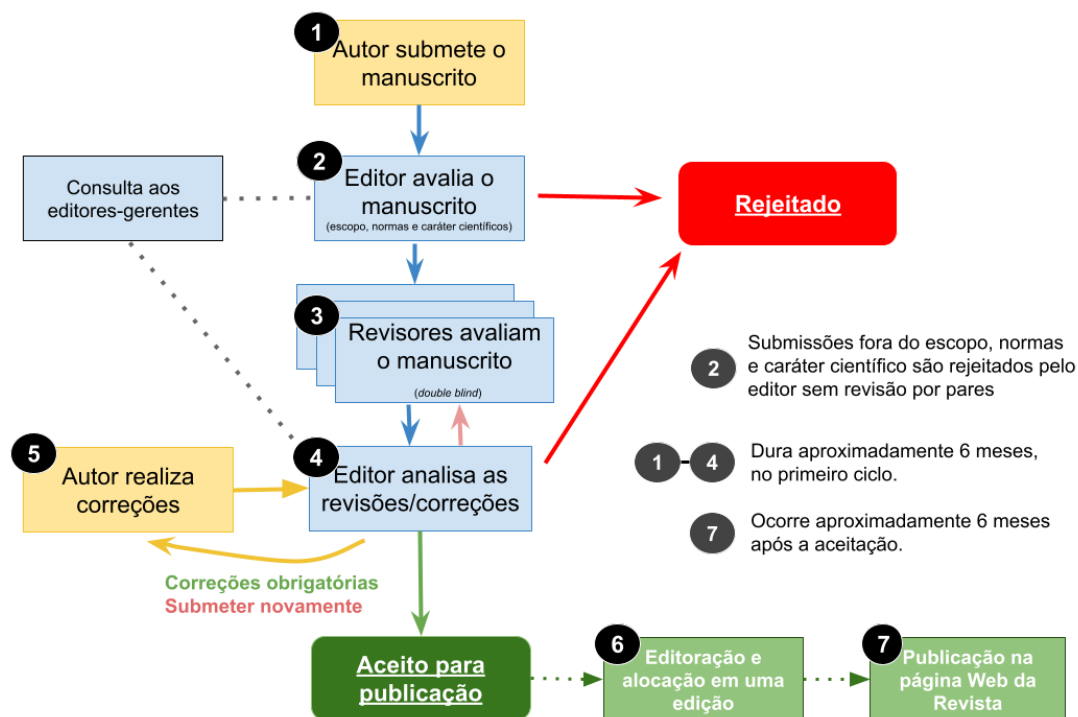 1
Autor submete o
manuscrito
2
Editor avalia o
manuscrito
(escopo, normas e caráter científicos)
Consulta aos
editores-gerentes
Rejeitado
3
Revisores avaliam
o manuscrito
(double blind)
4
Editor analisa as
revisões/correções
5
Autor realiza
correções
Correções obrigatórias
Submeter novamente
Aceito para
publicação
6
Editoração e
alocação em uma
edição
7
Publicação na
página Web da
Revista
2
Submissões fora do escopo, normas
e caráter científico são rejeitados pelo
editor sem revisão por pares
1-4
Dura aproximadamente 6 meses,
no primeiro ciclo.
7
Ocorre aproximadamente 6 meses
após a aceitação.